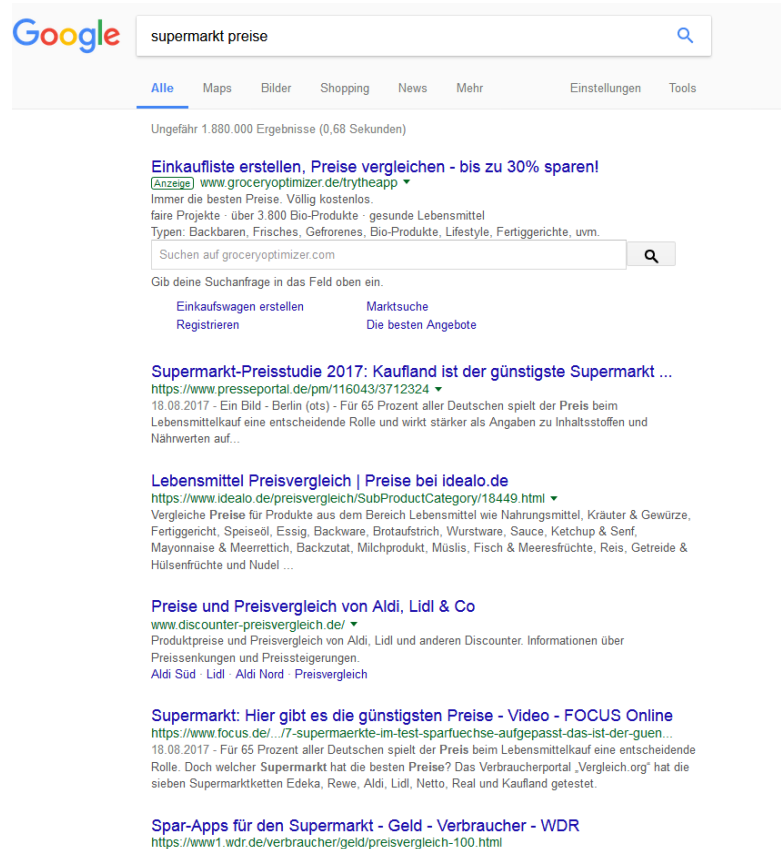 Google
supermarkt preise
Alle Maps Bilder Shopping News Mehr Einstellungen Tools
Ungefähr 1.880.000 Ergebnisse (0,68 Sekunden)
Einkaufliste erstellen, Preise vergleichen - bis zu 30% sparen!
Anzeige www.groceryoptimizer.de/trytheapp
Immer die besten Preise. Völlig kostenlos.
faire Projekte · über 3.800 Bio-Produkte · gesunde Lebensmittel
Typen: Backbaren, Frisches, Gefrorenes, Bio-Produkte, Lifestyle, Fertiggerichte, uvm.
Suchen auf groceryoptimizer.com
Gib deine Suchanfrage in das Feld oben ein.
Einkaufswagen erstellen Marktsuche
Registrieren Die besten Angebote
Supermarkt-Preisstudie 2017: Kaufland ist der günstigste Supermarkt ...
https://www.presseportal.de/pm/116043/3712324
18.08.2017 - Ein Bild - Berlin (ots) - Für 65 Prozent aller Deutschen spielt der Preis beim
Lebensmittelkauf eine entscheidende Rolle und wirkt stärker als Angaben zu Inhaltsstoffen und
Nährwerten auf...
Lebensmittel Preisvergleich | Preise bei idealo.de
https://www.idealo.de/preisvergleich/SubProductCategory/18449.html
Vergleiche Preise für Produkte aus dem Bereich Lebensmittel wie Nahrungsmittel, Kräuter & Gewürze,
Fertiggericht, Speiseöl, Essig, Backware, Brotaufstrich, Wurstware, Sauce, Ketchup & Senf,
Mayonnaise & Meerrettich, Backzutat, Milchprodukt, Müslis, Fisch & Meeresfrüchte, Reis, Getreide &
Hülsenfrüchte und Nudel ...
Preise und Preisvergleich von Aldi, Lidl & Co
www.discounter-preisvergleich.de/
Produktpreise und Preisvergleich von Aldi, Lidl und anderen Discounter. Informationen über
Preissenkungen und Preissteigerungen.
Aldi Süd · Lidl · Aldi Nord · Preisvergleich
Supermarkt: Hier gibt es die günstigsten Preise - Video - FOCUS Online
https://www.focus.de/.../7-supermaerkte-im-test-sparfuechse-aufgepasst-das-ist-der-guen...
18.08.2017 - Für 65 Prozent aller Deutschen spielt der Preis beim Lebensmittelkauf eine entscheidende
Rolle. Doch welcher Supermarkt hat die besten Preise? Das Verbraucherportal „Vergleich.org“ hat die
sieben Supermarktketten Edeka, Rewe, Aldi, Lidl, Netto, Real und Kaufland getestet.
Spar-Apps für den Supermarkt - Geld - Verbraucher - WDR
https://www1.wdr.de/verbraucher/geld/preisvergleich-100.html